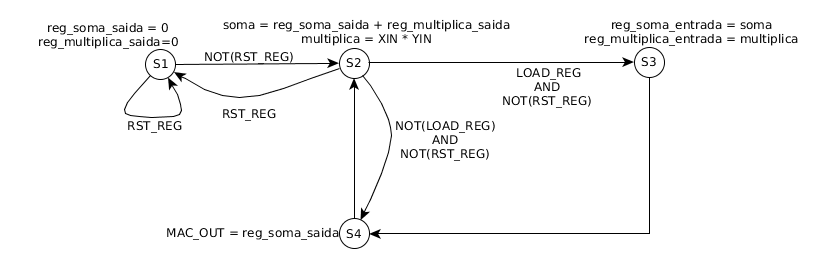 reg_soma_saida = 0
reg_multiplica_saida=0
soma = reg_soma_saida + reg_multiplica_saida
multiplica = XIN * YIN
reg_soma_entrada = soma
reg_multiplica_entrada = multiplica
S1
NOT(RST_REG)
S2
S3
LOAD_REG
AND
NOT(RST_REG)
RST_REG
RST_REG
NOT(LOAD_REG)
AND
NOT(RST_REG)
MAC_OUT = reg_soma_saida
S4